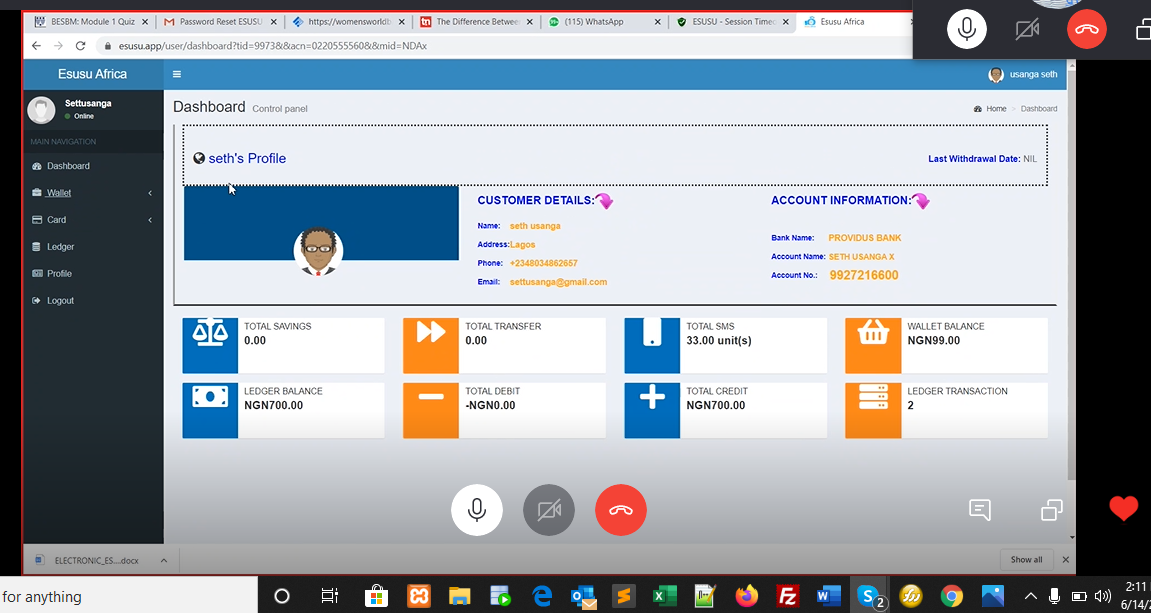 BESBM: Module 1 Quiz
Password Reset ESUSU
https://womensworldb
The Difference Betwee
(115) WhatsApp
ESUSU - Session Timeo
Esusu Africa
esusu.app/user/dashboard?tid=9973&&acn=0220555560&&mid=NDAx
Esusu Africa
usanga seth
Settusanga
Online
Dashboard Control panel
Home > Dashboard
MAIN NAVIGATION
Dashboard
Wallet
Card
Ledger
Profile
Logout
seth's Profile
Last Withdrawal Date: NIL
CUSTOMER DETAILS:
Name: seth usanga
Address:Lagos
Phone: +2348034862657
Email: settusanga@gmail.com
ACCOUNT INFORMATION:
Bank Name: PROVIDUS BANK
Account Name: SETH USANGA X
Account No.: 9927216600
TOTAL SAVINGS
0.00
TOTAL TRANSFER
0.00
TOTAL SMS
33.00 unit(s)
WALLET BALANCE
NGN99.00
LEDGER BALANCE
NGN700.00
TOTAL DEBIT
-NGN0.00
TOTAL CREDIT
NGN700.00
LEDGER TRANSACTION
2
ELECTRONIC_ES....docx
Show all
for anything
2
2:11
6/14/